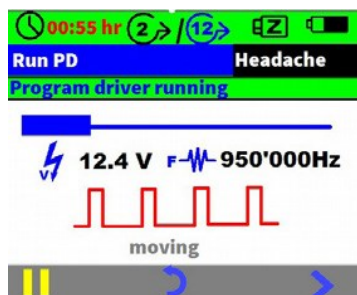 00:55 hr 2 / 12 Z
Run PD Headache
Program driver running
V 12.4 V F 950'000Hz
moving